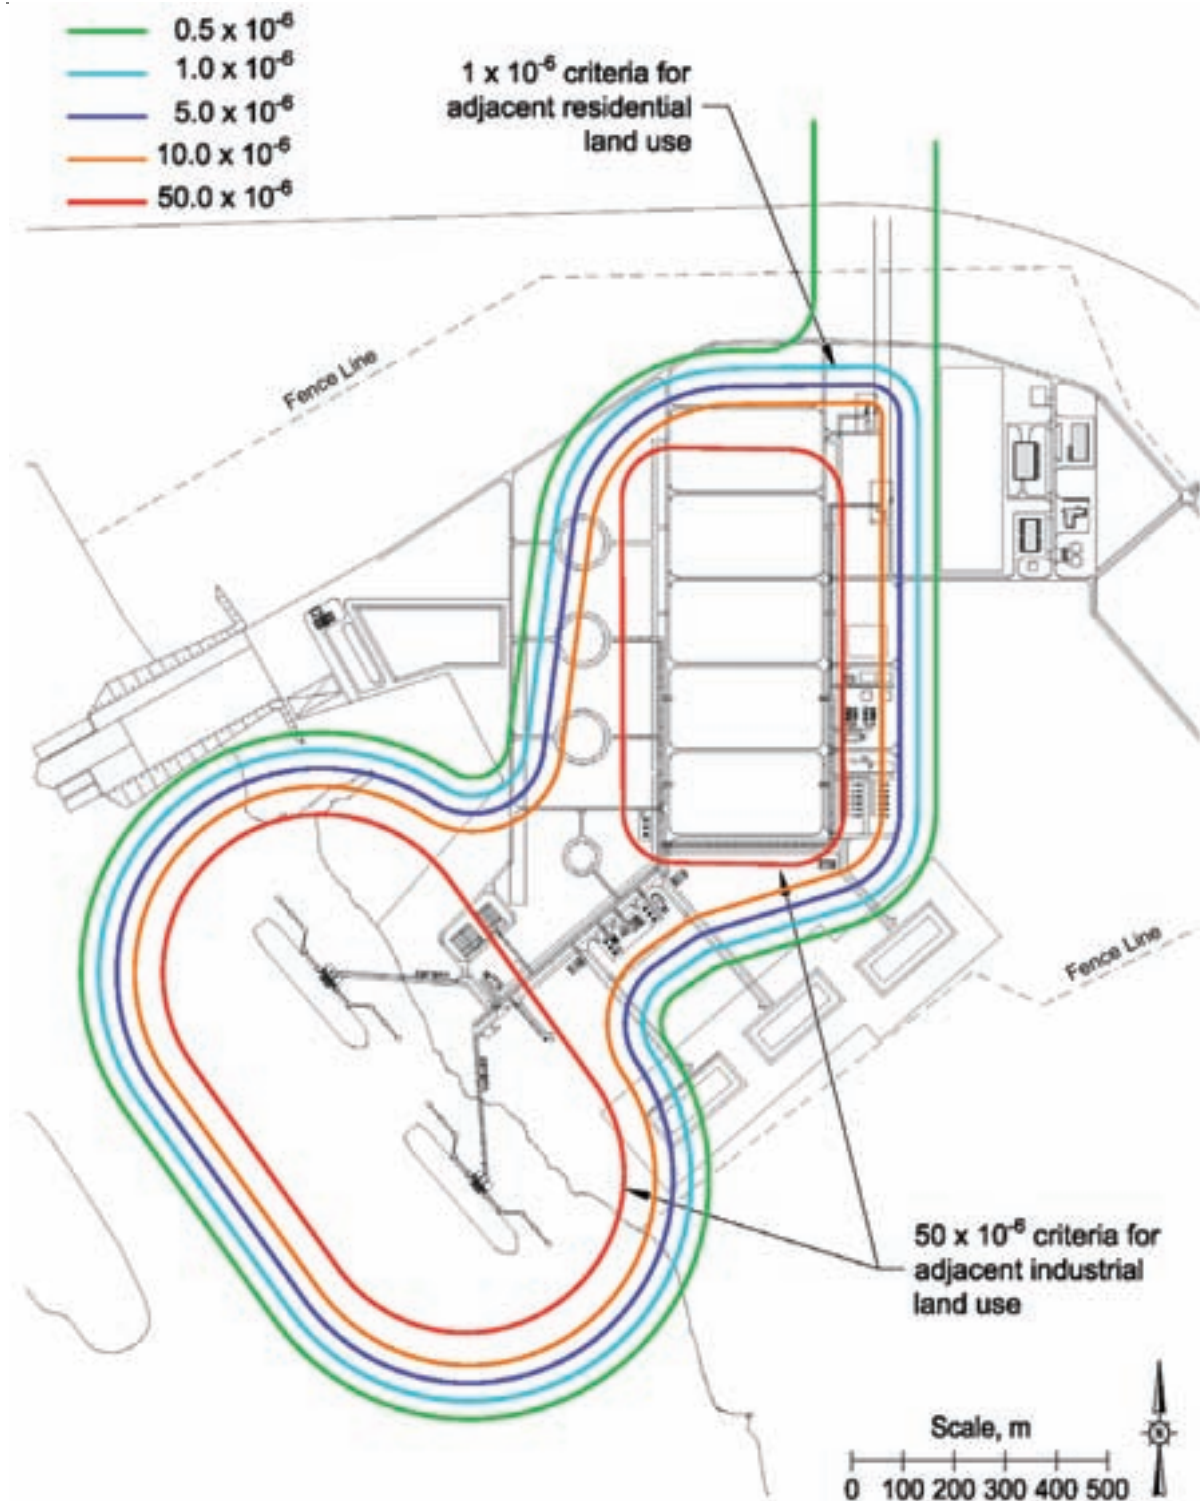 0.5 x 10⁻⁶
1.0 x 10⁻⁶
5.0 x 10⁻⁶
10.0 x 10⁻⁶
50.0 x 10⁻⁶
1 x 10⁻⁶ criteria for
adjacent residential
land use
Fence Line
Fence Line
50 x 10⁻⁶ criteria for
adjacent industrial
land use
Scale, m
0 100 200 300 400 500
N